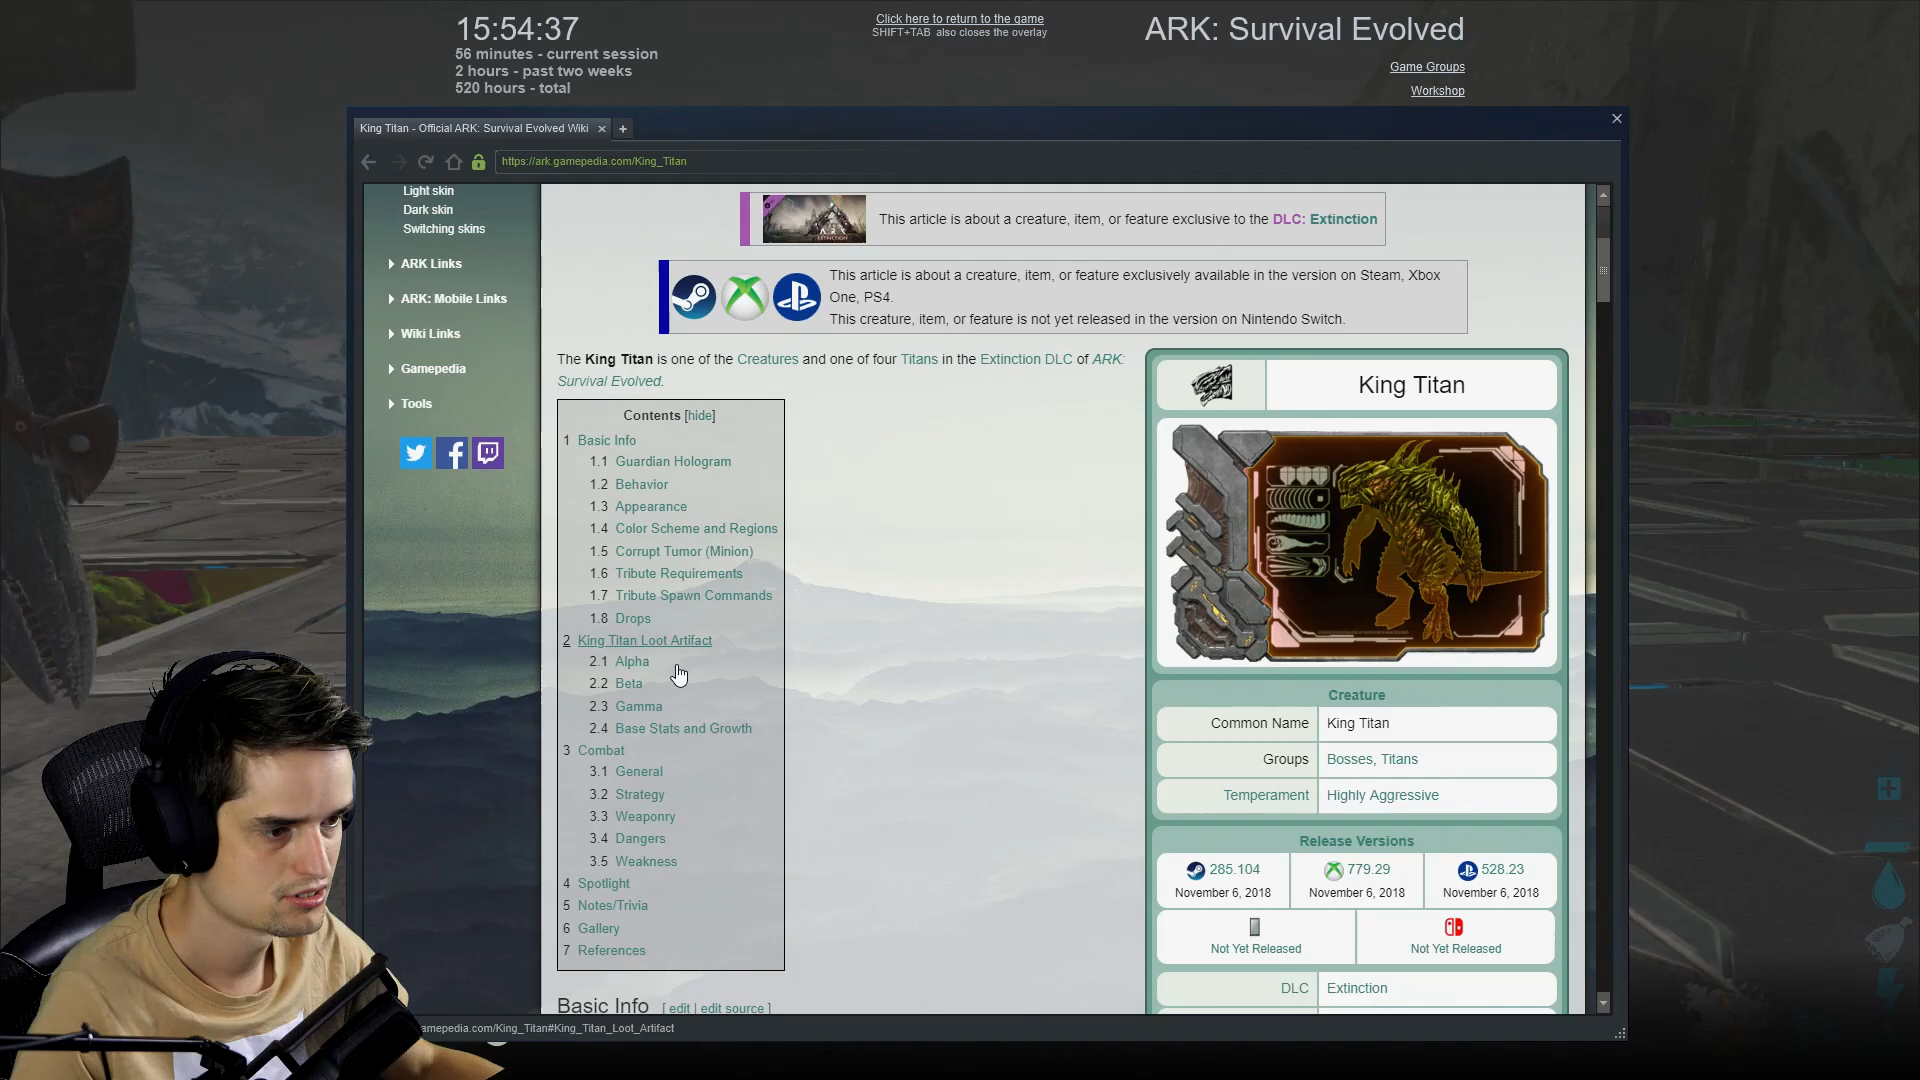 15:54:37
56 minutes - current session
2 hours - past two weeks
520 hours - total
Click here to return to the game
SHIFT+TAB also closes the overlay
ARK: Survival Evolved
Game Groups
Workshop
King Titan - Official ARK: Survival Evolved Wiki
https://ark.gamepedia.com/King_Titan
Light skin
Dark skin
Switching skins
ARK Links
ARK: Mobile Links
Wiki Links
Gamepedia
Tools
This article is about a creature, item, or feature exclusive to the DLC: Extinction
This article is about a creature, item, or feature exclusively available in the version on Steam, Xbox
One, PS4.
This creature, item, or feature is not yet released in the version on Nintendo Switch.
The King Titan is one of the Creatures and one of four Titans in the Extinction DLC of ARK:
Survival Evolved.
Contents [hide]
1 Basic Info
1.1 Guardian Hologram
1.2 Behavior
1.3 Appearance
1.4 Color Scheme and Regions
1.5 Corrupt Tumor (Minion)
1.6 Tribute Requirements
1.7 Tribute Spawn Commands
1.8 Drops
2 King Titan Loot Artifact
2.1 Alpha
2.2 Beta
2.3 Gamma
2.4 Base Stats and Growth
3 Combat
3.1 General
3.2 Strategy
3.3 Weaponry
3.4 Dangers
3.5 Weakness
4 Spotlight
5 Notes/Trivia
6 Gallery
7 References
Basic Info [ edit | edit source ]
King Titan
Creature
Common Name King Titan
Groups Bosses, Titans
Temperament Highly Aggressive
Release Versions
285.104 779.29 528.23
November 6, 2018 November 6, 2018 November 6, 2018
Not Yet Released Not Yet Released
DLC Extinction
amepedia.com/King_Titan#King_Titan_Loot_Artifact